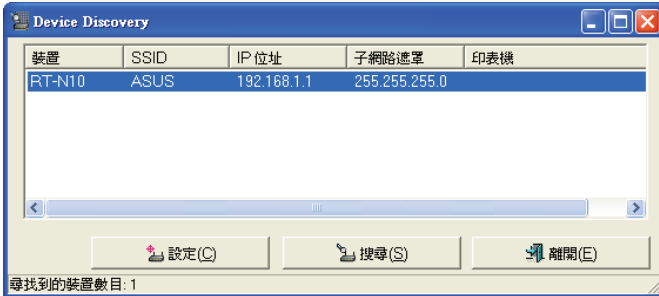 Device Discovery
裝置 SSID IP 位址 子網路遮罩 印表機
RT-N10 ASUS 192.168.1.1 255.255.255.0
設定(C) 搜尋(S) 離開(E)
尋找到的裝置數目: 1